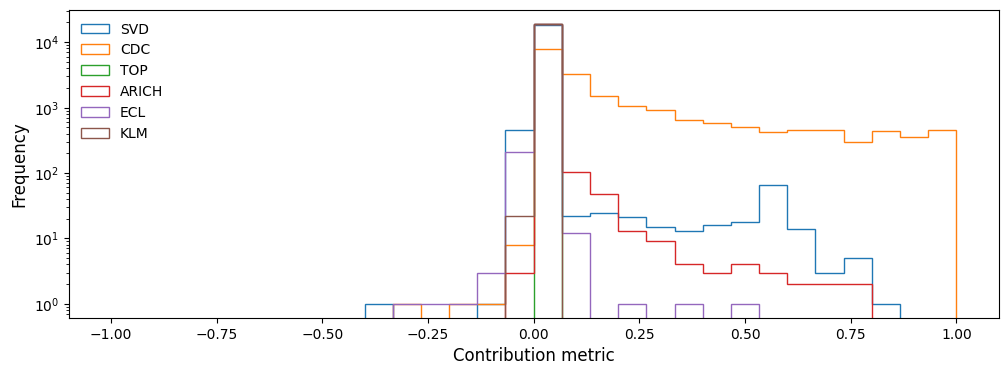 SVD
CDC
TOP
ARICH
ECL
KLM
Frequency
10⁴
10³
10²
10¹
10⁰
−1.00 −0.75 −0.50 −0.25 0.00 0.25 0.50 0.75 1.00
Contribution metric